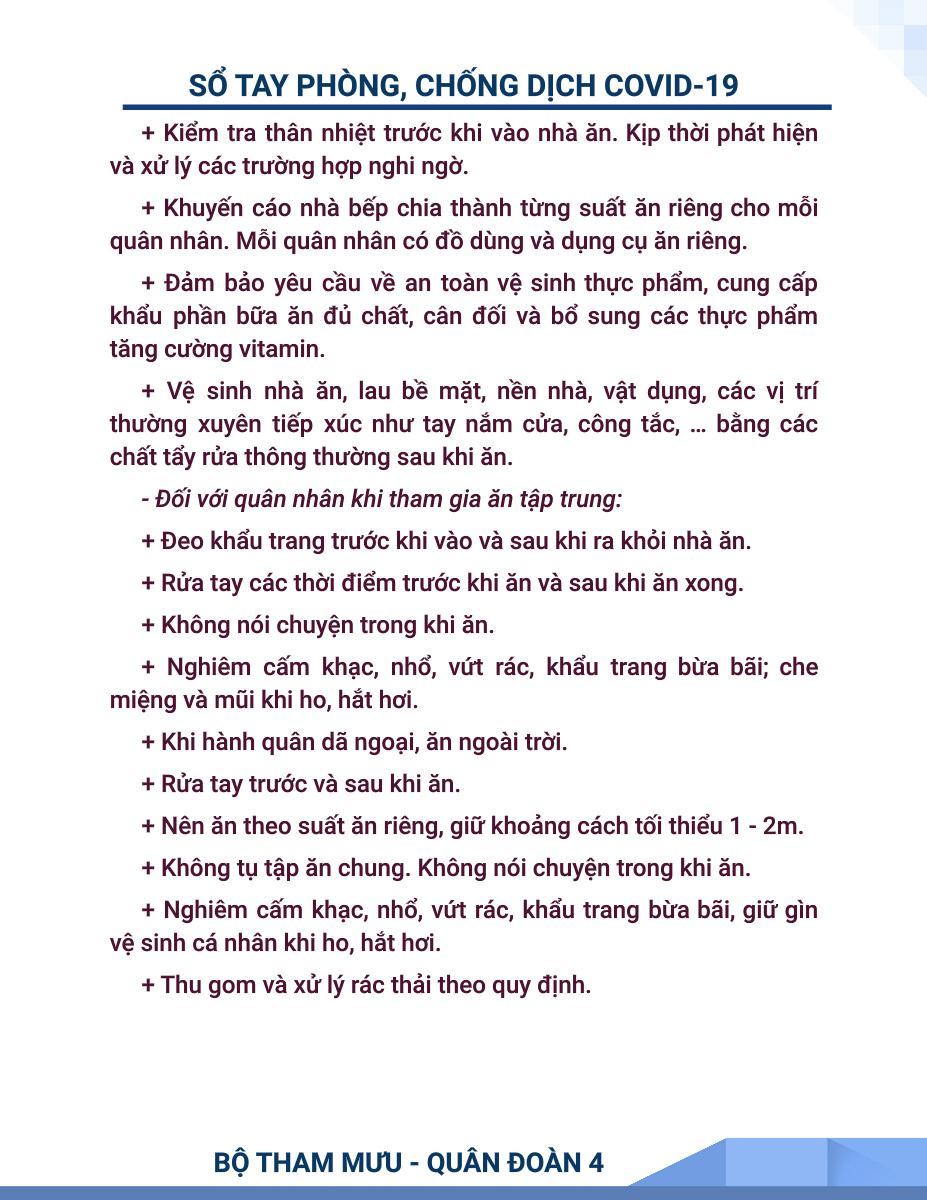 SỔ TAY PHÒNG, CHỐNG DỊCH COVID-19
+ Kiểm tra thân nhiệt trước khi vào nhà ăn. Kịp thời phát hiện
và xử lý các trường hợp nghi ngờ.
+ Khuyến cáo nhà bếp chia thành từng suất ăn riêng cho mỗi
quân nhân. Mỗi quân nhân có đồ dùng và dụng cụ ăn riêng.
+ Đảm bảo yêu cầu về an toàn vệ sinh thực phẩm, cung cấp
khẩu phần bữa ăn đủ chất, cân đối và bổ sung các thực phẩm
tăng cường vitamin.
+ Vệ sinh nhà ăn, lau bề mặt, nền nhà, vật dụng, các vị trí
thường xuyên tiếp xúc như tay nắm cửa, công tắc, … bằng các
chất tẩy rửa thông thường sau khi ăn.
- Đối với quân nhân khi tham gia ăn tập trung:
+ Đeo khẩu trang trước khi vào và sau khi ra khỏi nhà ăn.
+ Rửa tay các thời điểm trước khi ăn và sau khi ăn xong.
+ Không nói chuyện trong khi ăn.
+ Nghiêm cấm khạc, nhổ, vứt rác, khẩu trang bừa bãi; che
miệng và mũi khi ho, hắt hơi.
+ Khi hành quân dã ngoại, ăn ngoài trời.
+ Rửa tay trước và sau khi ăn.
+ Nên ăn theo suất ăn riêng, giữ khoảng cách tối thiểu 1 - 2m.
+ Không tụ tập ăn chung. Không nói chuyện trong khi ăn.
+ Nghiêm cấm khạc, nhổ, vứt rác, khẩu trang bừa bãi, giữ gìn
vệ sinh cá nhân khi ho, hắt hơi.
+ Thu gom và xử lý rác thải theo quy định.
BỘ THAM MƯU - QUÂN ĐOÀN 4